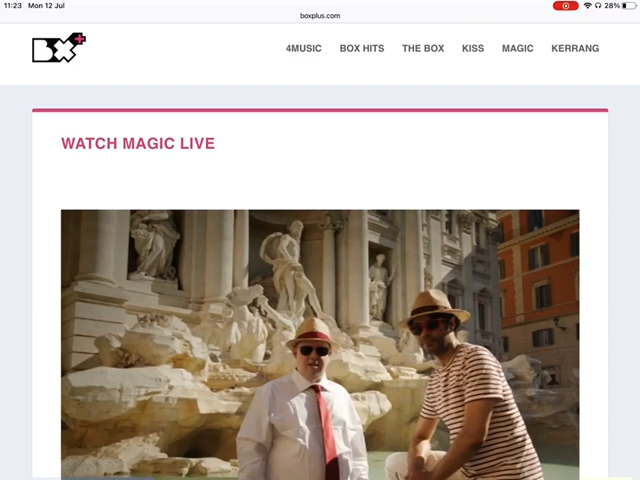 11:23 Mon 12 Jul
28%
boxplus.com
BX+
4MUSIC BOX HITS THE BOX KISS MAGIC KERRANG
WATCH MAGIC LIVE